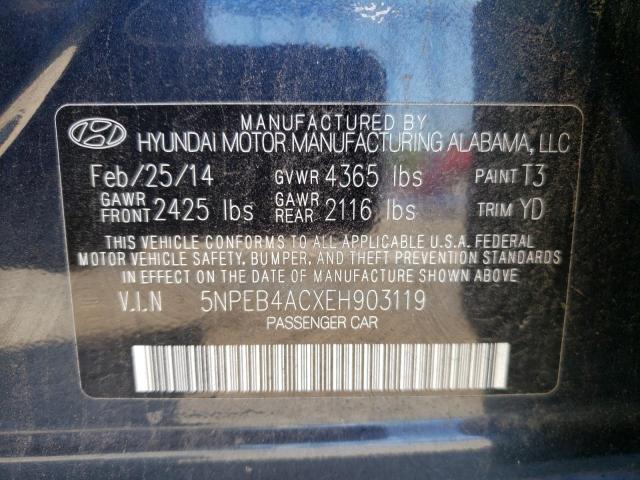 MANUFACTURED BY
HYUNDAI MOTOR MANUFACTURING ALABAMA, LLC
Feb/25/14 GVWR 4365 lbs PAINT T3
GAWR FRONT 2425 lbs GAWR REAR 2116 lbs TRIM YD
THIS VEHICLE CONFORMS TO ALL APPLICABLE U.S.A. FEDERAL
MOTOR VEHICLE SAFETY, BUMPER, AND THEFT PREVENTION STANDARDS
IN EFFECT ON THE DATE OF MANUFACTURE SHOWN ABOVE.
V.I.N 5NPEB4ACXEH903119
PASSENGER CAR